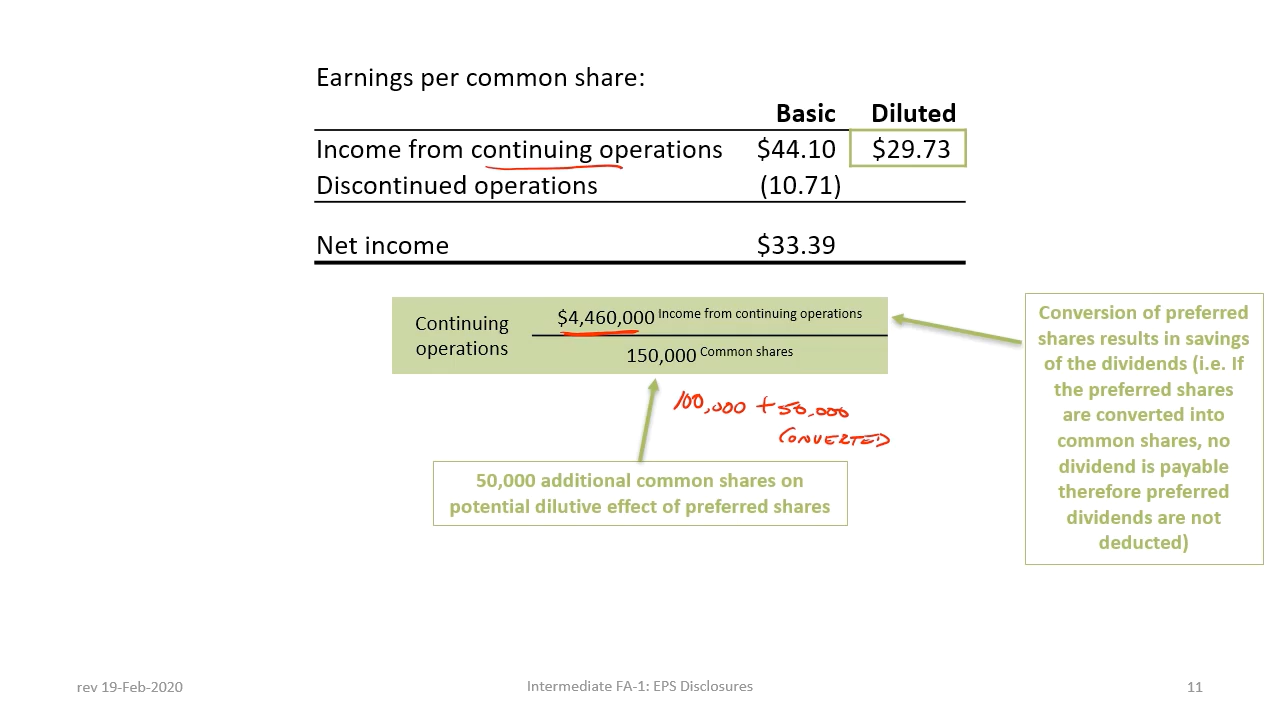 Earnings per common share:
Basic Diluted
Income from continuing operations $44.10 $29.73
Discontinued operations (10.71)
Net income $33.39
Continuing operations
$4,460,000 Income from continuing operations
150,000 Common shares
100,000 + 50,000
CONVERTED
50,000 additional common shares on
potential dilutive effect of preferred shares
Conversion of preferred
shares results in savings
of the dividends (i.e. If
the preferred shares
are converted into
common shares, no
dividend is payable
therefore preferred
dividends are not
deducted)
rev 19-Feb-2020
Intermediate FA-1: EPS Disclosures
11